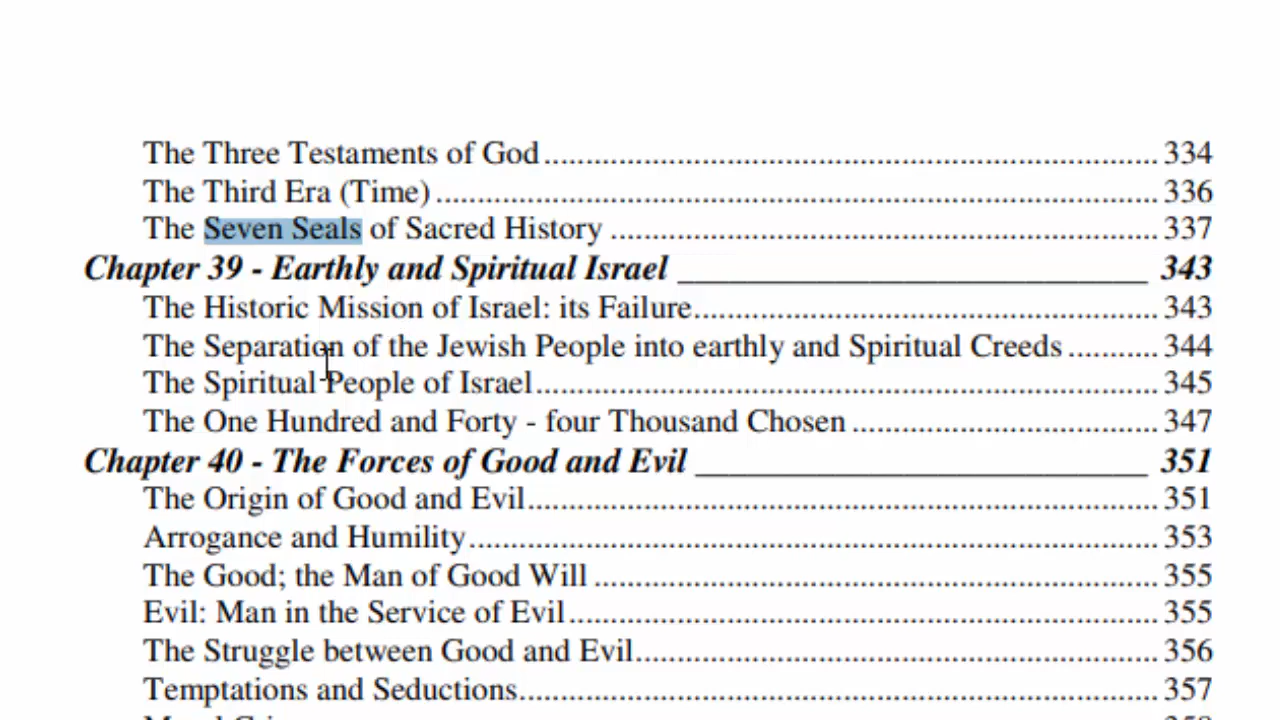 The Three Testaments of God.......................................................................... 334
The Third Era (Time) ....................................................................................... 336
The Seven Seals of Sacred History .................................................................. 337
Chapter 39 - Earthly and Spiritual Israel ______________________________ 343
The Historic Mission of Israel: its Failure........................................................ 343
The Separation of the Jewish People into earthly and Spiritual Creeds ........... 344
The Spiritual People of Israel........................................................................... 345
The One Hundred and Forty - four Thousand Chosen ..................................... 347
Chapter 40 - The Forces of Good and Evil _____________________________ 351
The Origin of Good and Evil............................................................................ 351
Arrogance and Humility................................................................................... 353
The Good; the Man of Good Will .................................................................... 355
Evil: Man in the Service of Evil....................................................................... 355
The Struggle between Good and Evil............................................................... 356
Temptations and Seductions............................................................................. 357